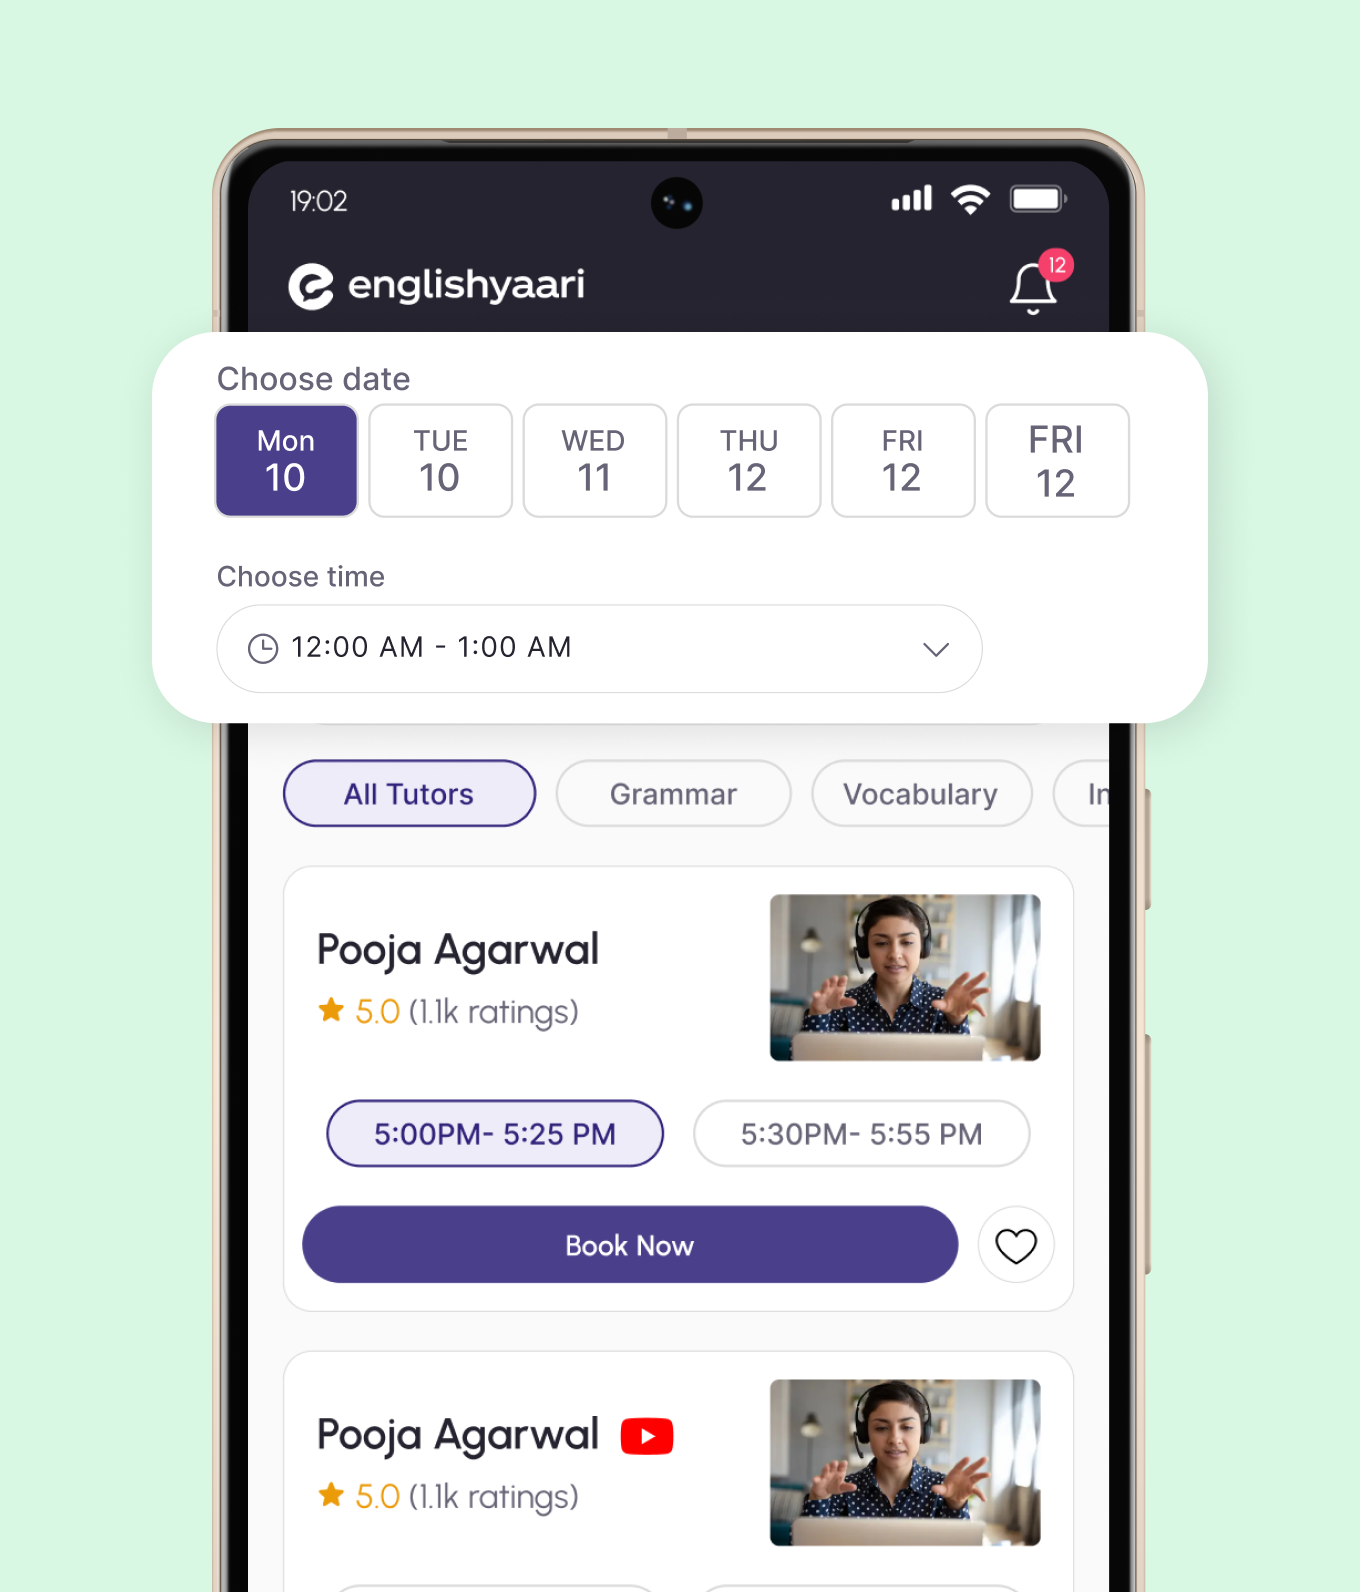 19:02
englishyaari
12
Choose date
Mon TUE WED THU FRI FRI
10 10 11 12 12 12
Choose time
12:00 AM - 1:00 AM
All Tutors Grammar Vocabulary In
Pooja Agarwal
5.0 (1.1k ratings)
5:00PM- 5:25 PM 5:30PM- 5:55 PM
Book Now
Pooja Agarwal
5.0 (1.1k ratings)